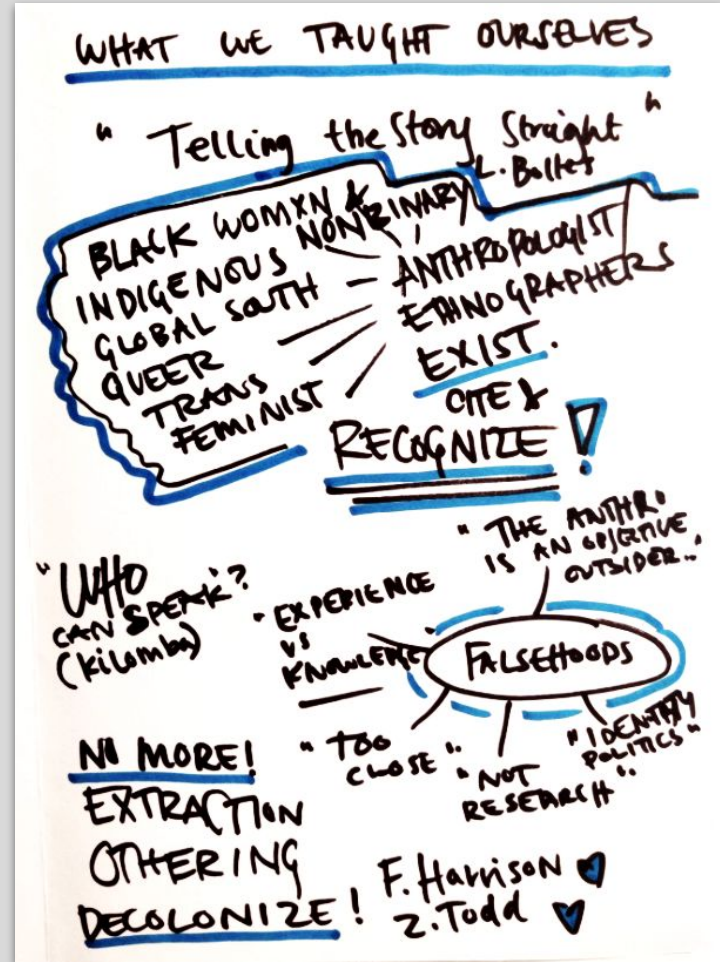 WHAT WE TAUGHT OURSELVES
"Telling the Story Straight"
L. Bolles
BLACK WOMXN &
NONBINARY
INDIGENOUS
GLOBAL SOUTH
QUEER
TRANS
FEMINIST
ANTHROPOLOGIST
ETHNOGRAPHERS
EXIST.
CITE &
RECOGNIZE!
"WHO
CAN SPEAK"?
(Kilomba)
"THE ANTHRO
IS AN OBJECTIVE
OUTSIDER."
"EXPERIENCE
VS
KNOWLEDGE
FALSEHOODS
"TOO
CLOSE".
"NOT
RESEARCH".
"IDENTITY
POLITICS"
NO MORE!
EXTRACTION
OTHERING
DECOLONIZE!
F. Harrison
Z. Todd